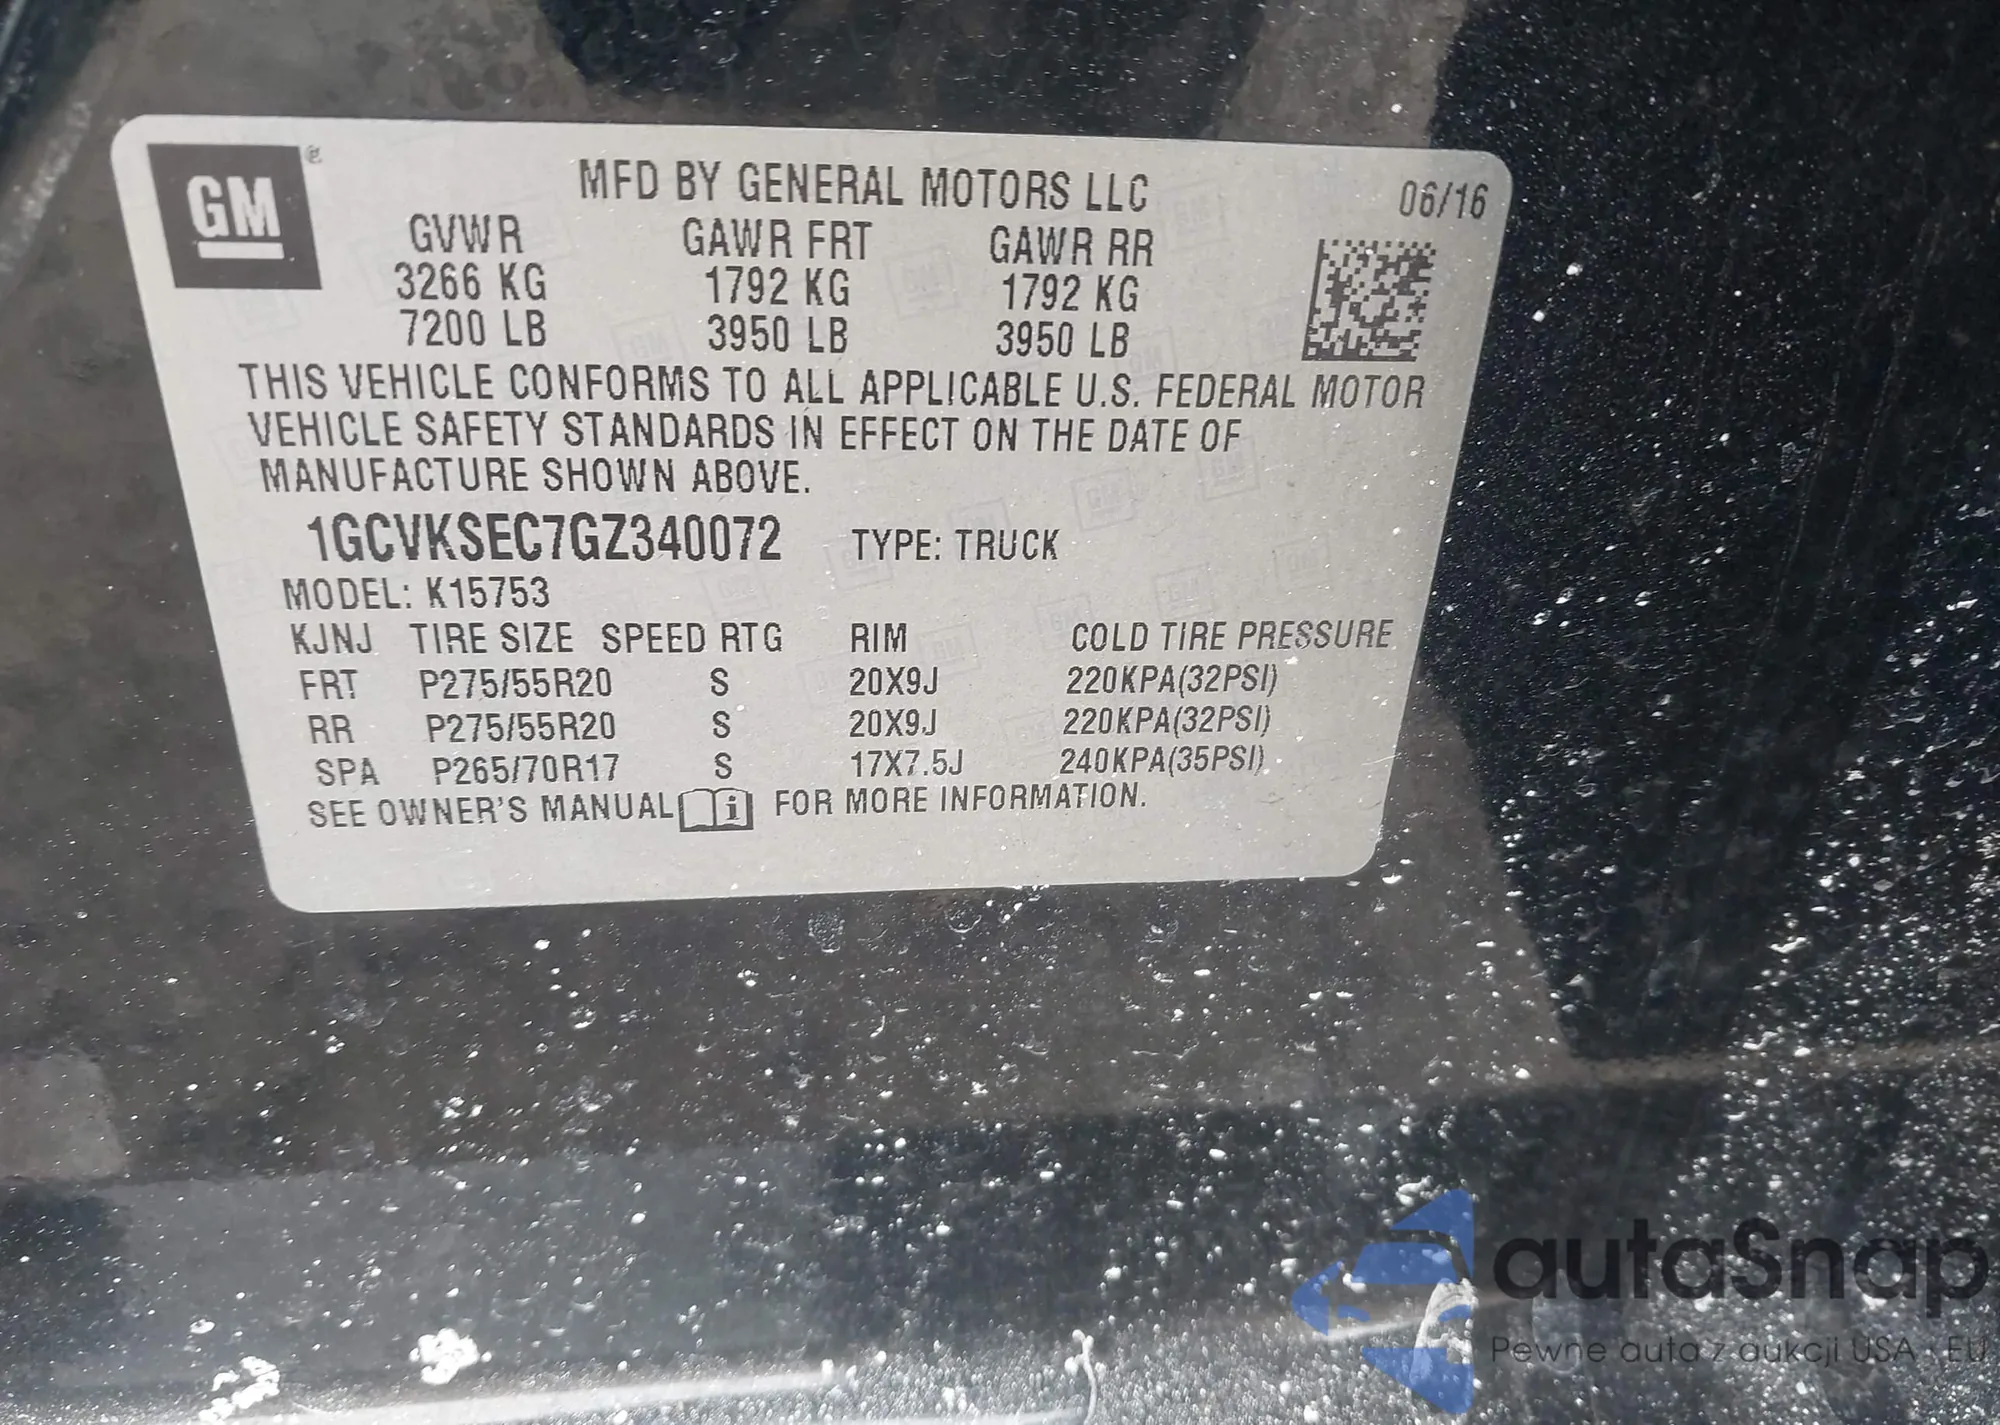 GM
MFD BY GENERAL MOTORS LLC 06/16
GVWR GAWR FRT GAWR RR
3266 KG 1792 KG 1792 KG
7200 LB 3950 LB 3950 LB
THIS VEHICLE CONFORMS TO ALL APPLICABLE U.S. FEDERAL MOTOR
VEHICLE SAFETY STANDARDS IN EFFECT ON THE DATE OF
MANUFACTURE SHOWN ABOVE.
1GCVKSEC7GZ340072 TYPE: TRUCK
MODEL: K15753
KJNJ TIRE SIZE SPEED RTG RIM COLD TIRE PRESSURE
FRT P275/55R20 S 20X9J 220KPA(32PSI)
RR P275/55R20 S 20X9J 220KPA(32PSI)
SPA P265/70R17 S 17X7.5J 240KPA(35PSI)
SEE OWNER'S MANUAL i FOR MORE INFORMATION.
autaSnap
Pewne auta z aukcji USA i EU